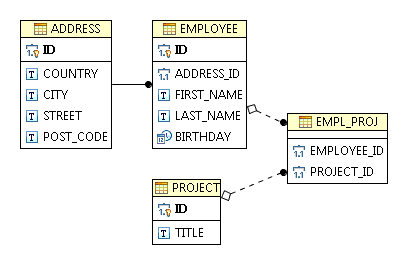 ADDRESS
ID
COUNTRY
CITY
STREET
POST_CODE
EMPLOYEE
ID
ADDRESS_ID
FIRST_NAME
LAST_NAME
BIRTHDAY
EMPL_PROJ
EMPLOYEE_ID
PROJECT_ID
PROJECT
ID
TITLE